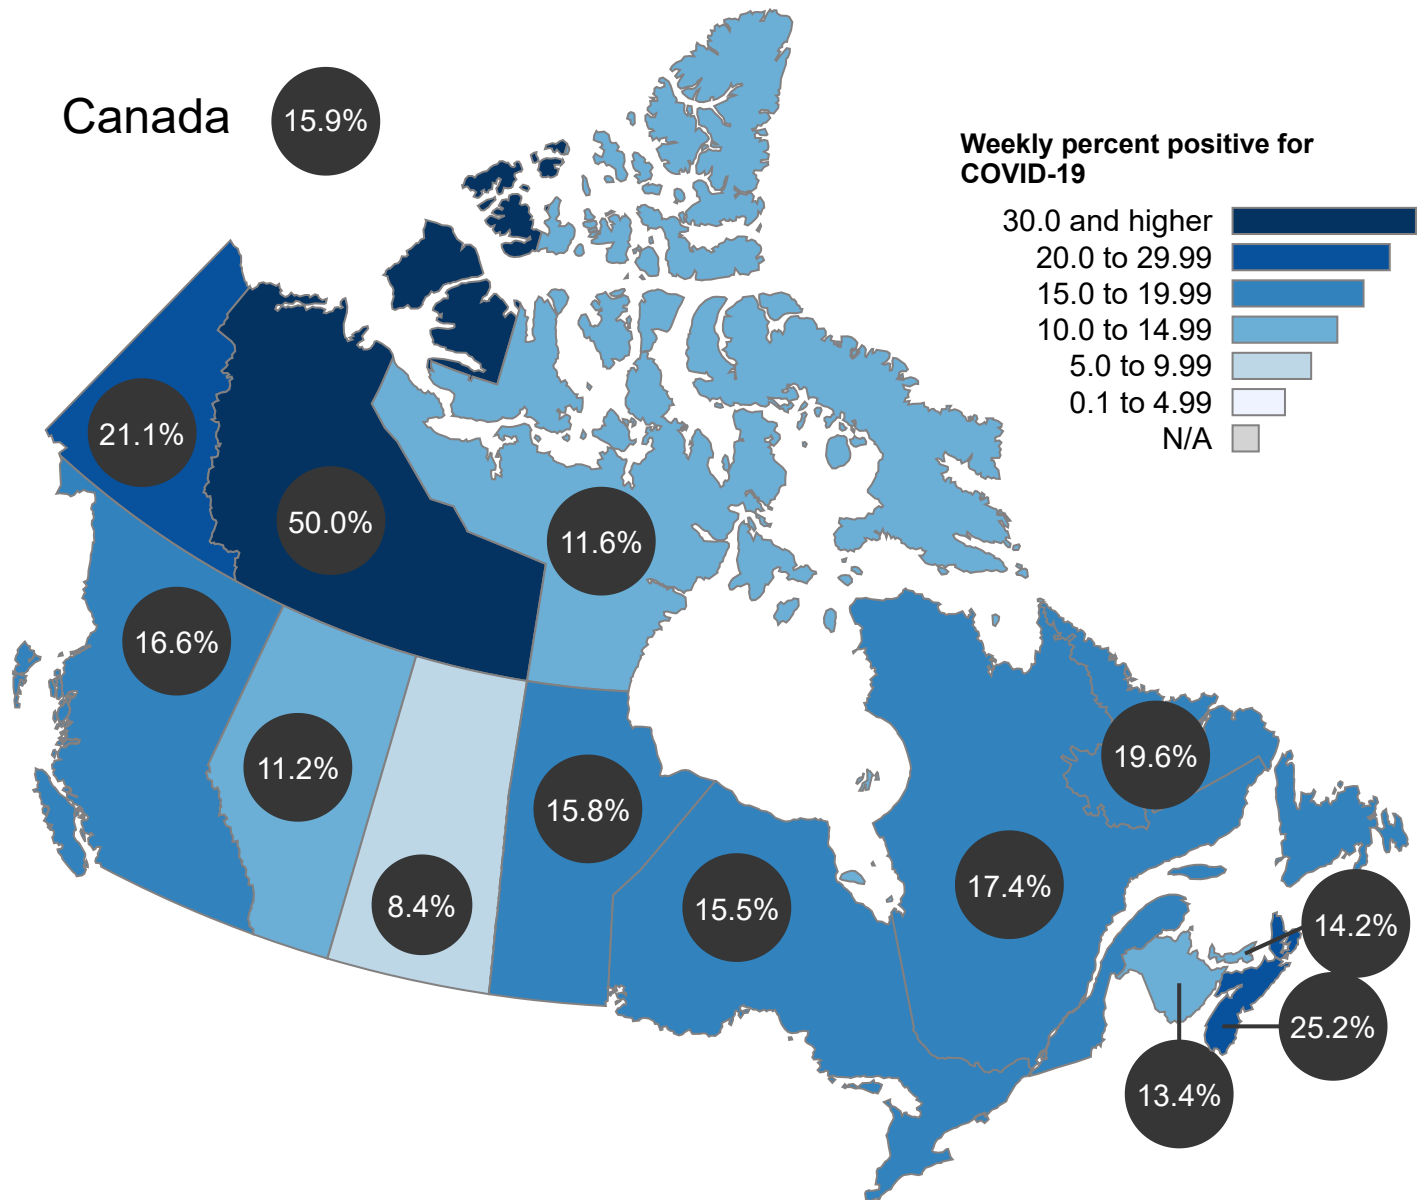 Canada
15.9%
Weekly percent positive for
COVID-19
30.0 and higher
20.0 to 29.99
15.0 to 19.99
10.0 to 14.99
5.0 to 9.99
0.1 to 4.99
N/A
21.1%
50.0%
11.6%
16.6%
11.2%
8.4%
15.8%
15.5%
17.4%
19.6%
14.2%
25.2%
13.4%